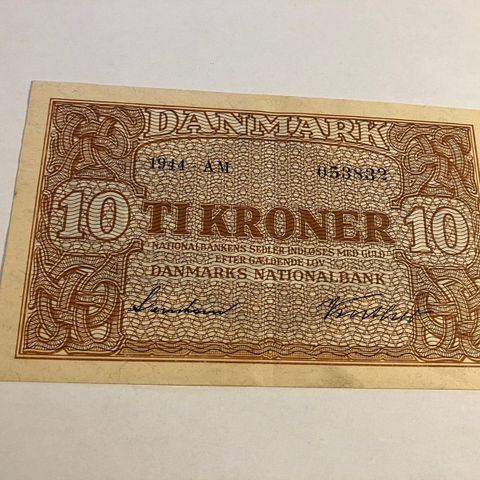 DANMARK
1944 AM 053832
10 TI KRONER 10
NATIONALBANKENS SEDLER INDLØSES MED GULD
EFTER GÆLDENDE LOV
DANMARKS NATIONALBANK